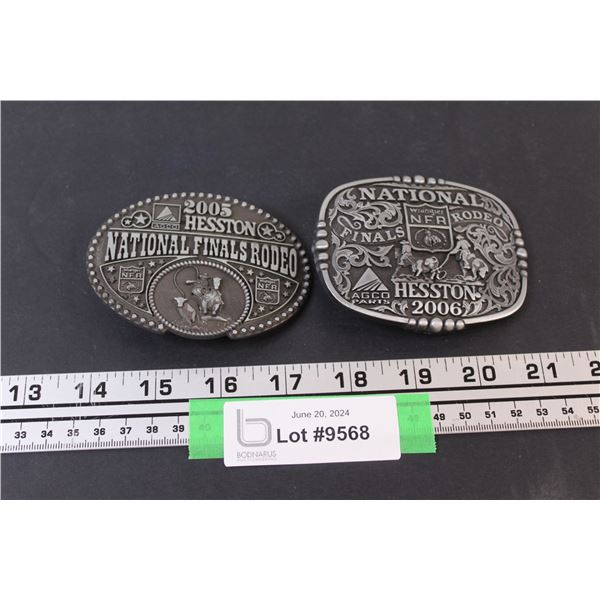 2005
HESSTON
AGCO
NATIONAL FINALS RODEO
NFR
NFR
NATIONAL
Wrangler
NFR
FINALS RODEO
AGCO
PARTS
HESSTON
2006
13 14 15 16 17 18 19 20 21 2
33 34 35 36 37 38 39 40 49 50 51 52 53 54 55
June 20, 2024
Lot #9568
BODNARUS
AUCTIONEERING